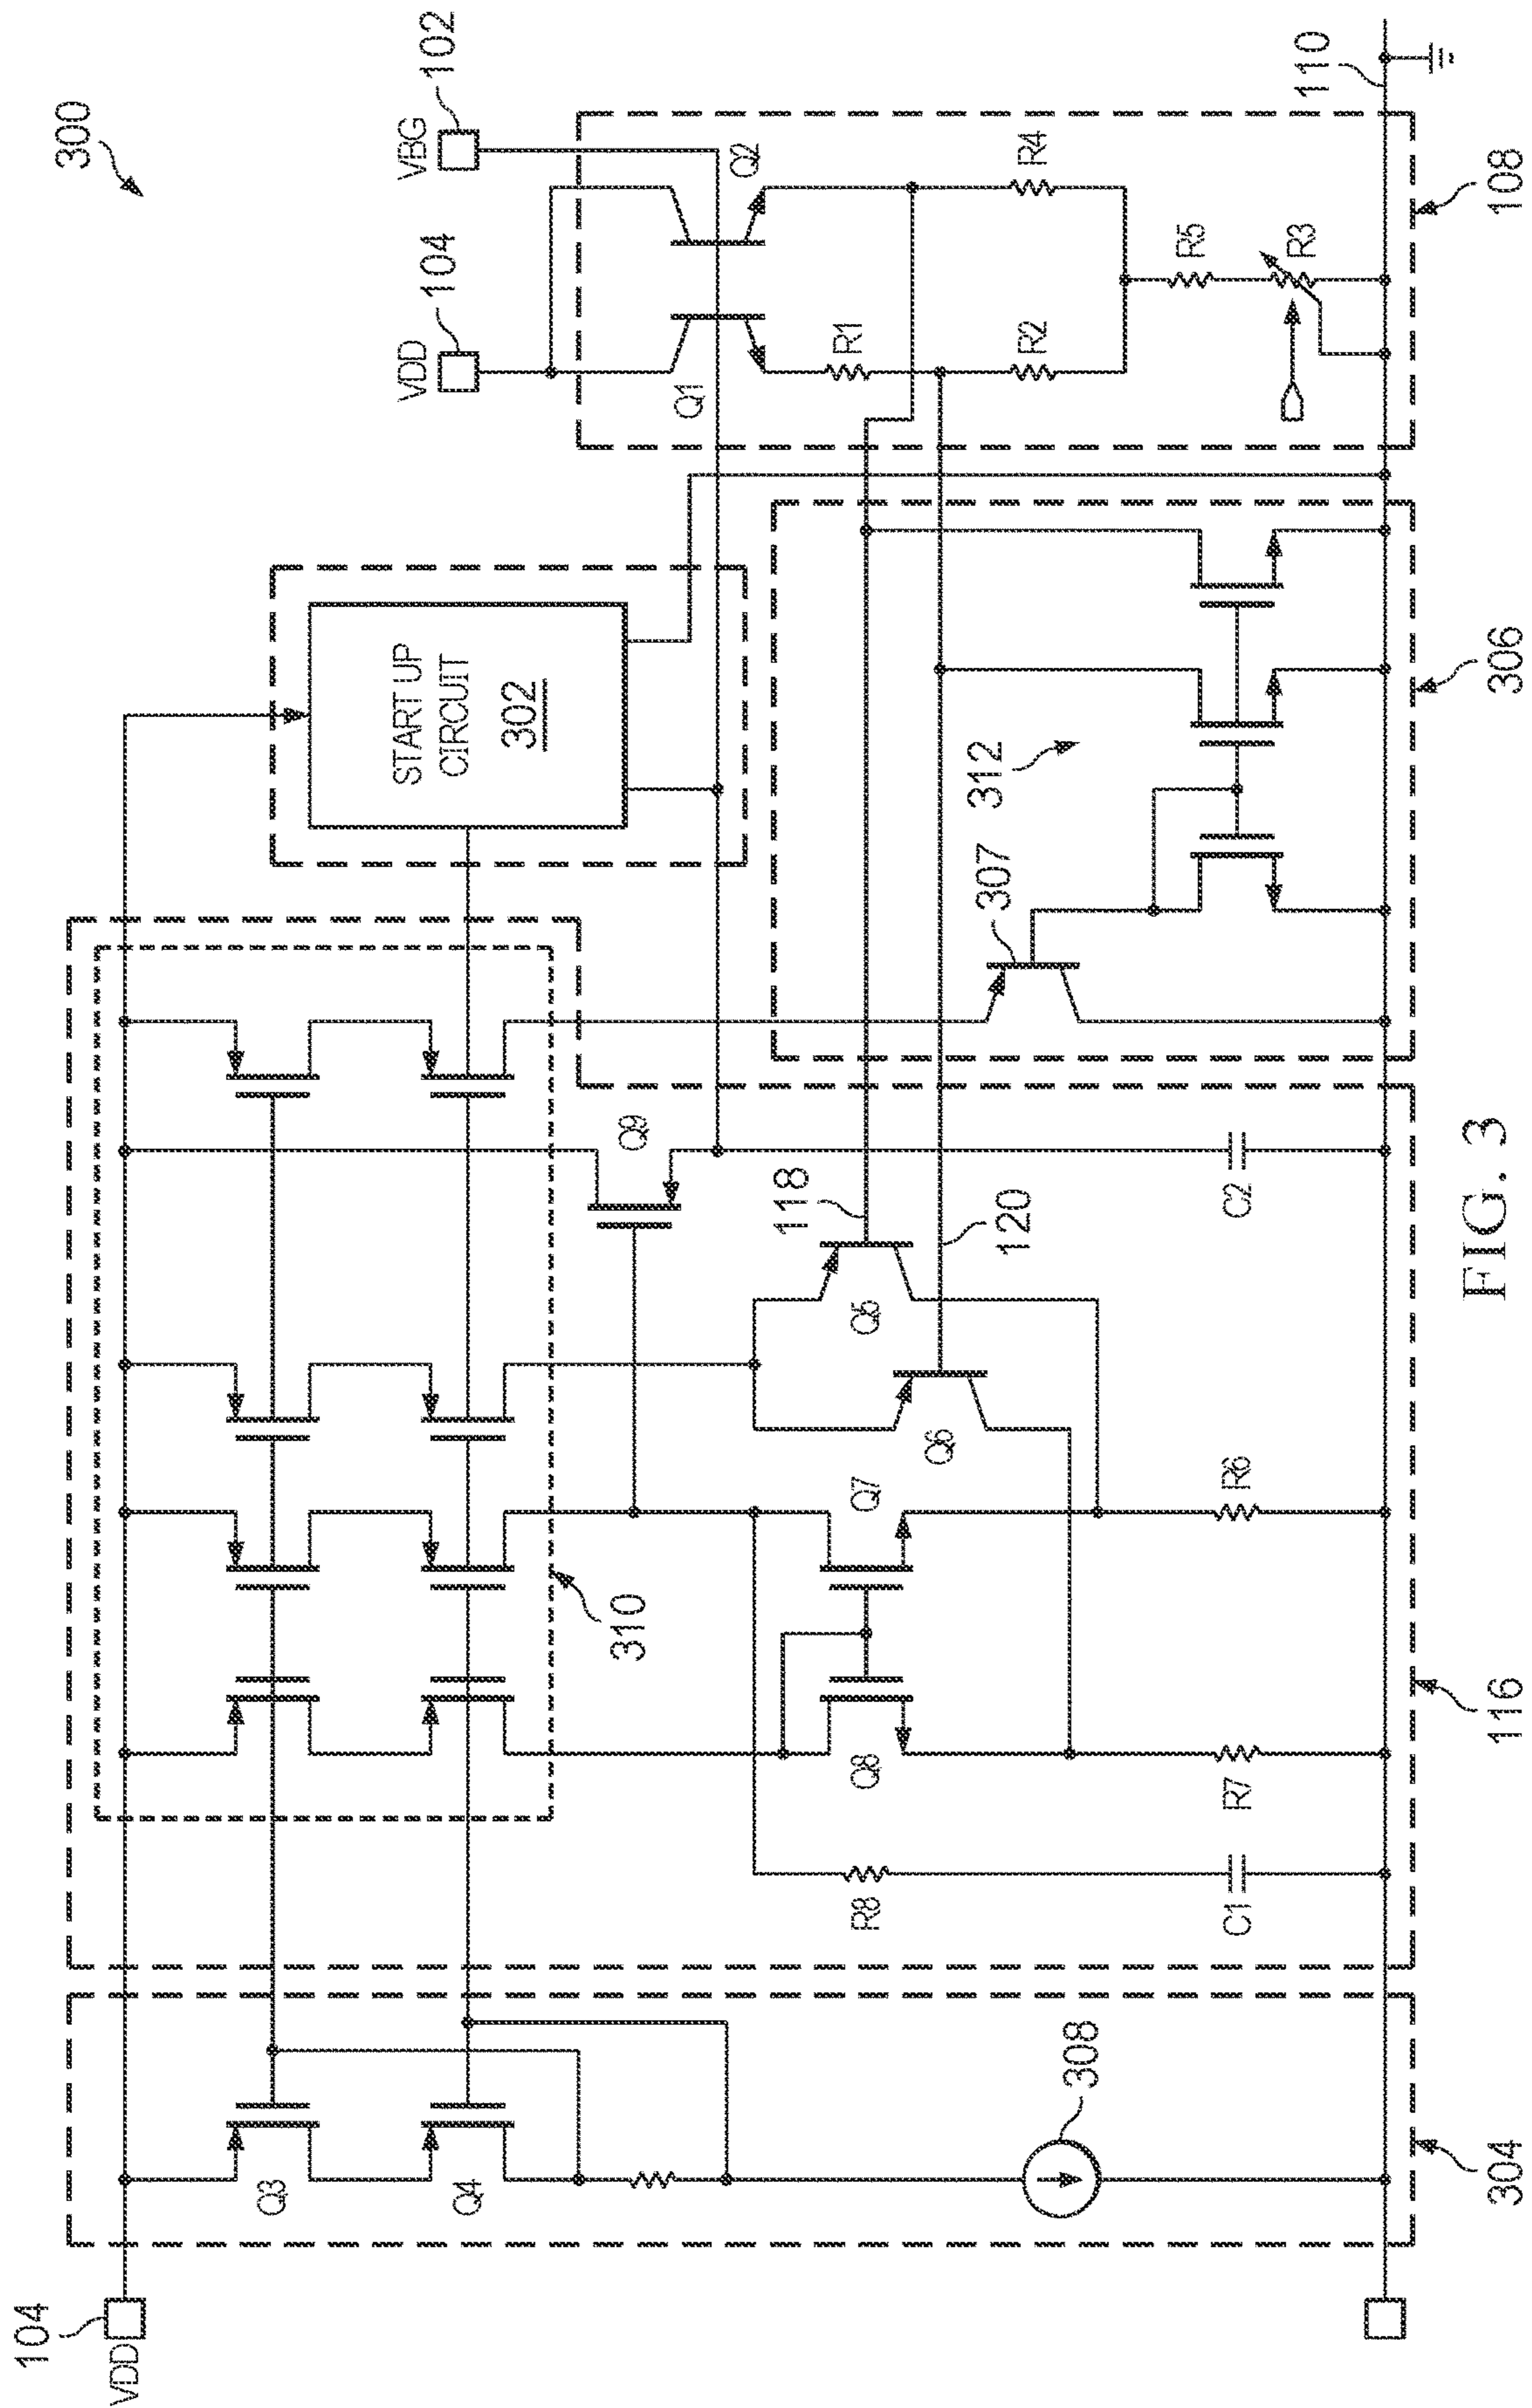 300
104
VDD
VDD
104
VBG
102
START UP
CIRCUIT
302
Q3
Q4
310
Q9
Q1
Q2
Q8
Q7
Q6
Q5
118
120
307
312
R1
R2
R4
R5
R3
110
308
R8
C1
R7
R6
C2
304
116
306
108
FIG. 3